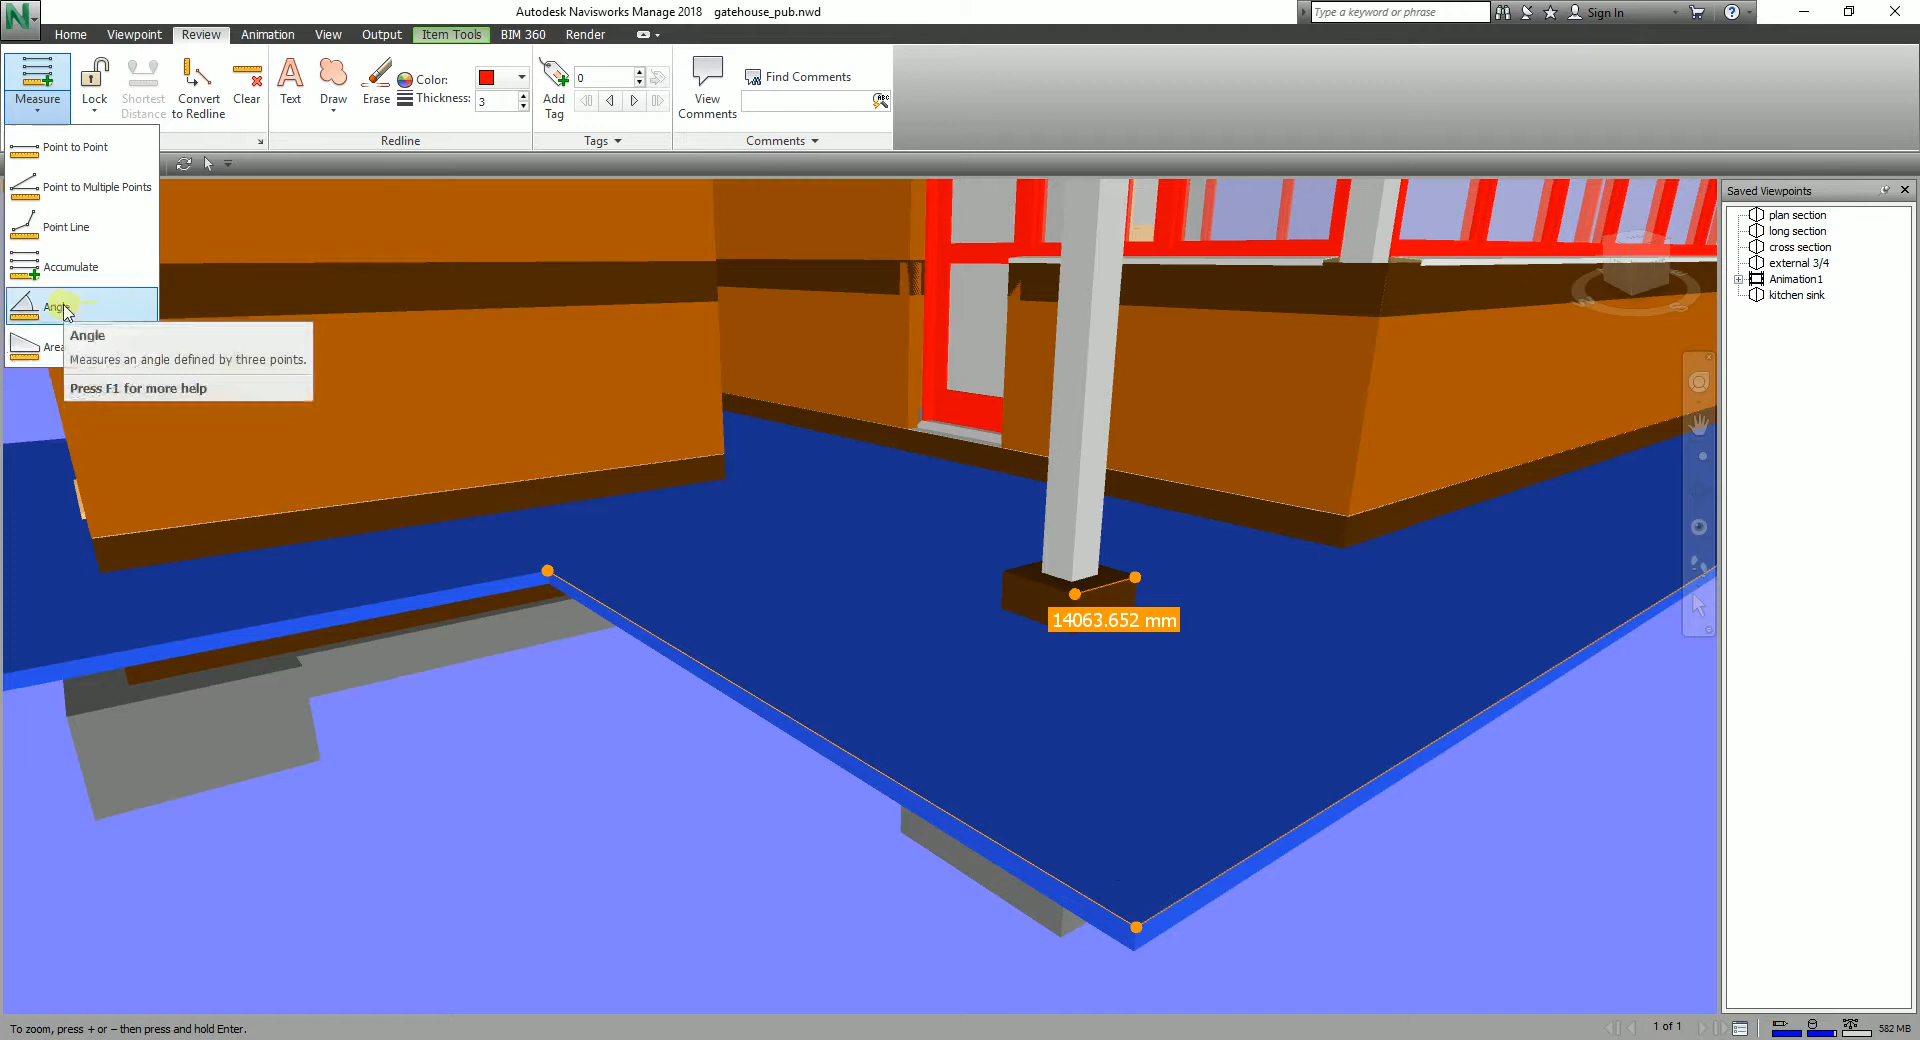 Autodesk Navisworks Manage 2018 gatehouse_pub.nwd
Type a keyword or phrase
Sign In
Home Viewpoint Review Animation View Output Item Tools BIM 360 Render
Measure
Lock
Shortest
Distance
Convert
to Redline
Clear
Text
Draw
Erase
Color:
Thickness: 3
Redline
Add
Tag
0
Tags
View
Comments
Find Comments
Comments
Point to Point
Point to Multiple Points
Point Line
Accumulate
Angle
Area
Angle
Measures an angle defined by three points.
Press F1 for more help
14063.652 mm
Saved Viewpoints
plan section
long section
cross section
external 3/4
Animation1
kitchen sink
To zoom, press + or – then press and hold Enter.
1 of 1
582 MB